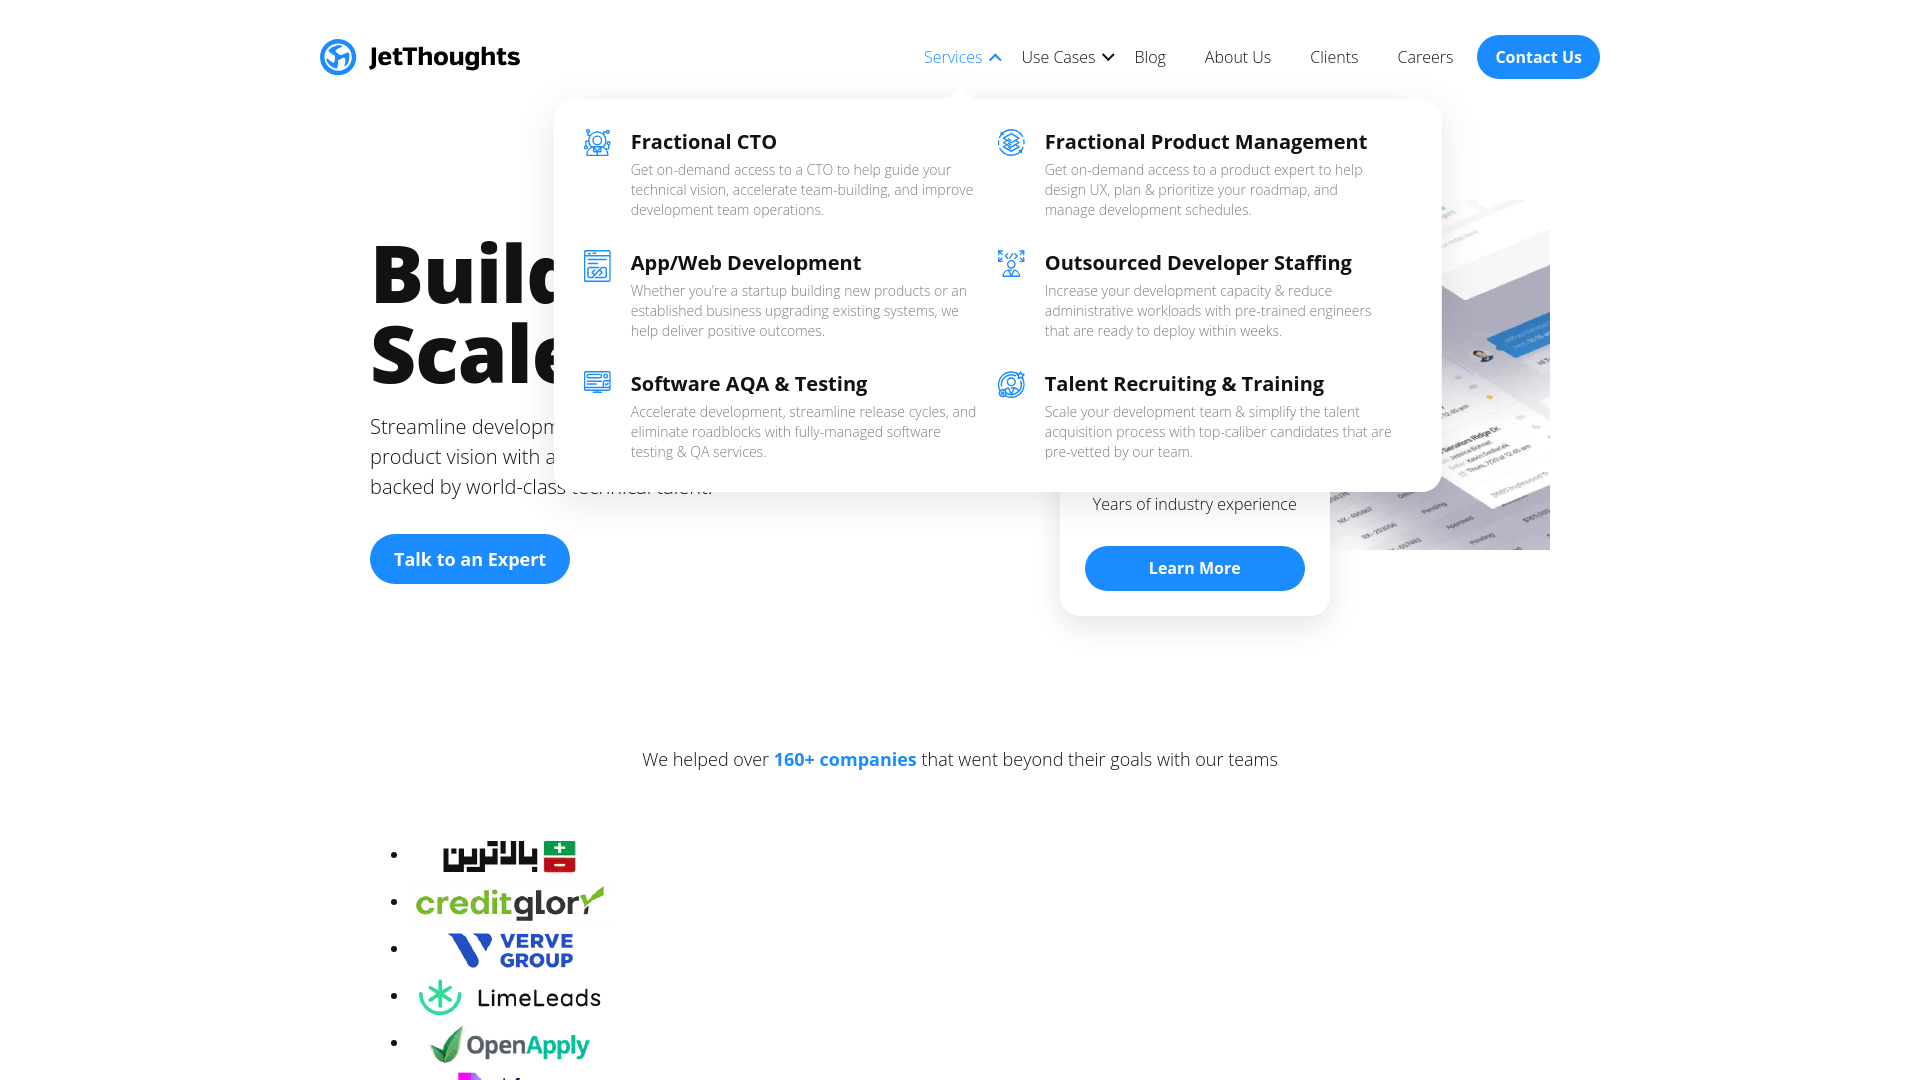 JetThoughts
Services
Use Cases
Blog
About Us
Clients
Careers
Contact Us
Fractional CTO
Get on-demand access to a CTO to help guide your
technical vision, accelerate team-building, and improve
development team operations.
Fractional Product Management
Get on-demand access to a product expert to help
design UX, plan & prioritize your roadmap, and
manage development schedules.
App/Web Development
Whether you're a startup building new products or an
established business upgrading existing systems, we
help deliver positive outcomes.
Outsourced Developer Staffing
Increase your development capacity & reduce
administrative workloads with pre-trained engineers
that are ready to deploy within weeks.
Software AQA & Testing
Accelerate development, streamline release cycles, and
eliminate roadblocks with fully-managed software
testing & QA services.
Talent Recruiting & Training
Scale your development team & simplify the talent
acquisition process with top-caliber candidates that are
pre-vetted by our team.
Build
Scale
Streamline
product vision with a
backed by world-class technical talent.
Talk to an Expert
Years of industry experience
Learn More
Pending
Approved
Pending
We helped over 160+ companies that went beyond their goals with our teams
بالاترین
creditglory
VERVE
GROUP
LimeLeads
OpenApply